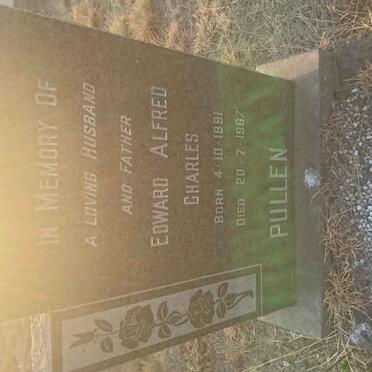 IN MEMORY OF
A LOVING HUSBAND
AND FATHER
EDWARD ALFRED
CHARLES
BORN 4·10·1891
DIED 20·7·1967
PULLEN